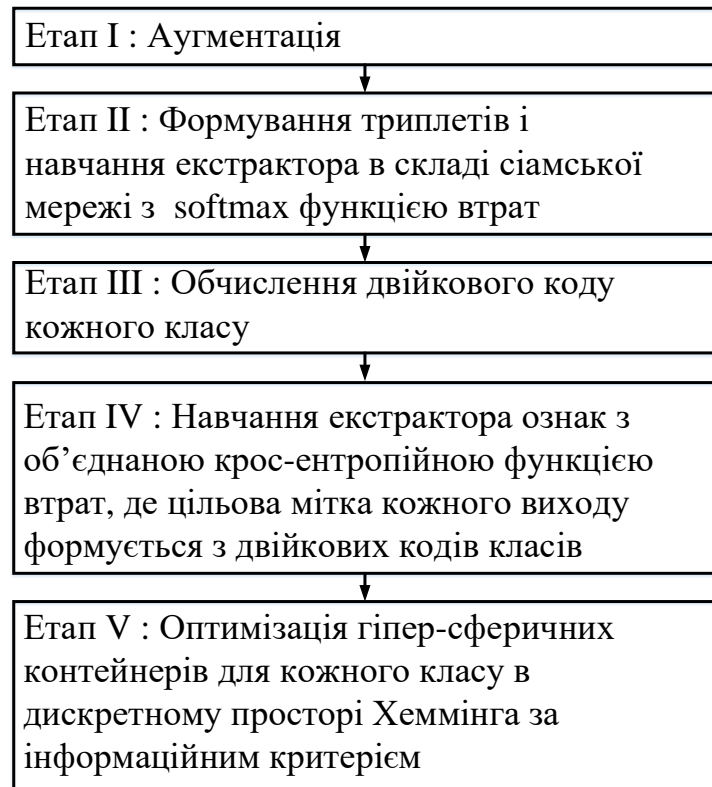 Етап I : Аугментація
Етап II : Формування триплетів і
навчання екстрактора в складі сіамської
мережі з softmax функцією втрат
Етап III : Обчислення двійкового коду
кожного класу
Етап IV : Навчання екстрактора ознак з
об’єднаною крос-ентропійною функцією
втрат, де цільова мітка кожного виходу
формується з двійкових кодів класів
Етап V : Оптимізація гіпер-сферичних
контейнерів для кожного класу в
дискретному просторі Хеммінга за
інформаційним критерієм